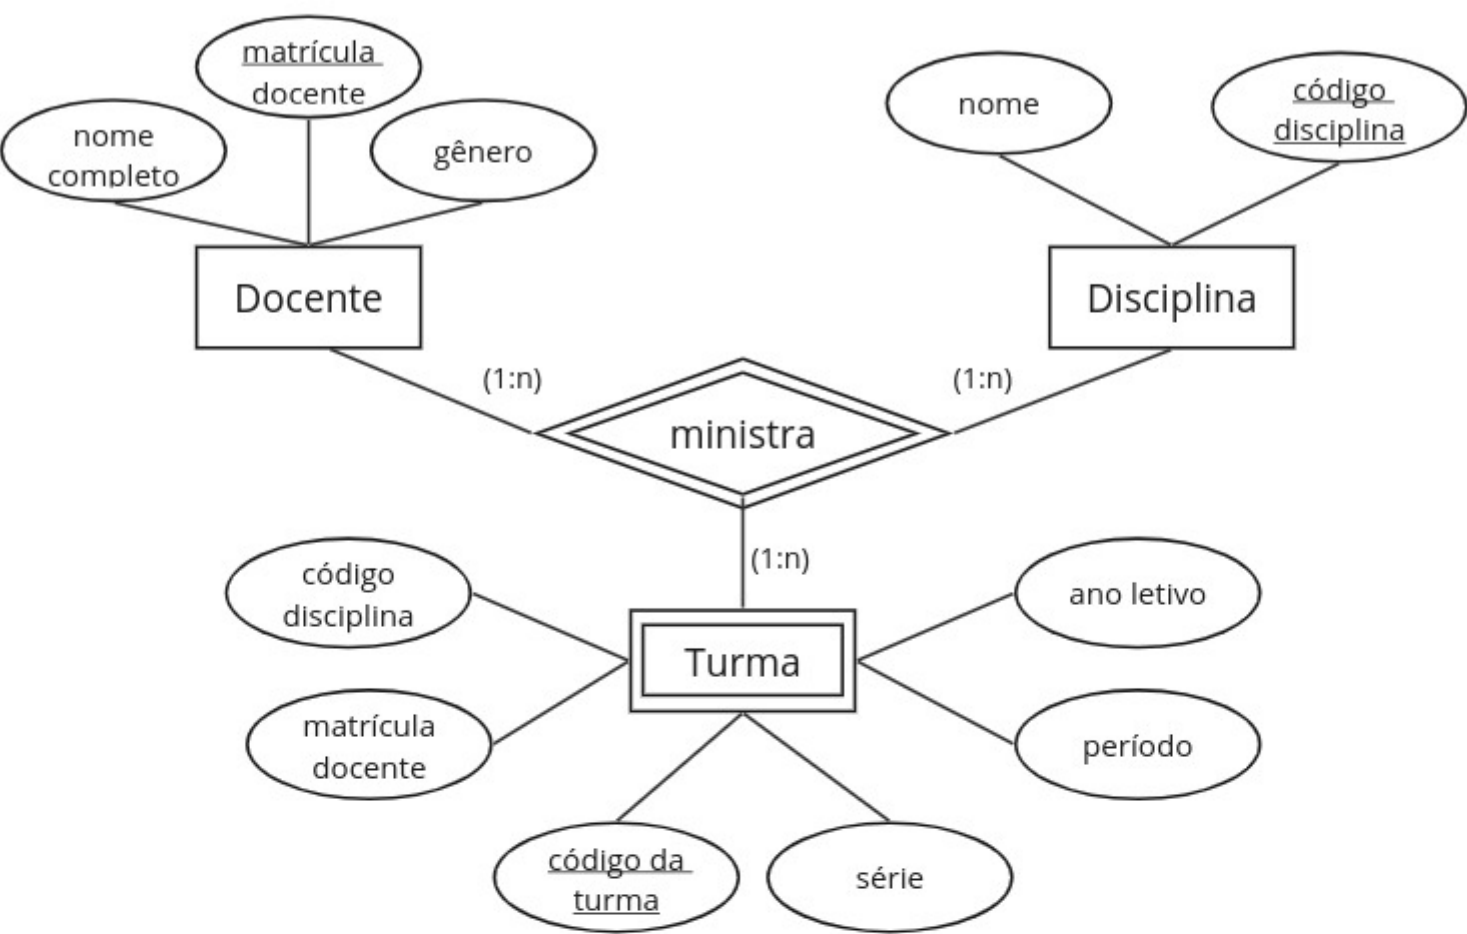 matrícula
docente
nome
completo
gênero
nome
código
disciplina
Docente
Disciplina
(1:n)
(1:n)
ministra
(1:n)
código
disciplina
ano letivo
Turma
matrícula
docente
período
código da
turma
série